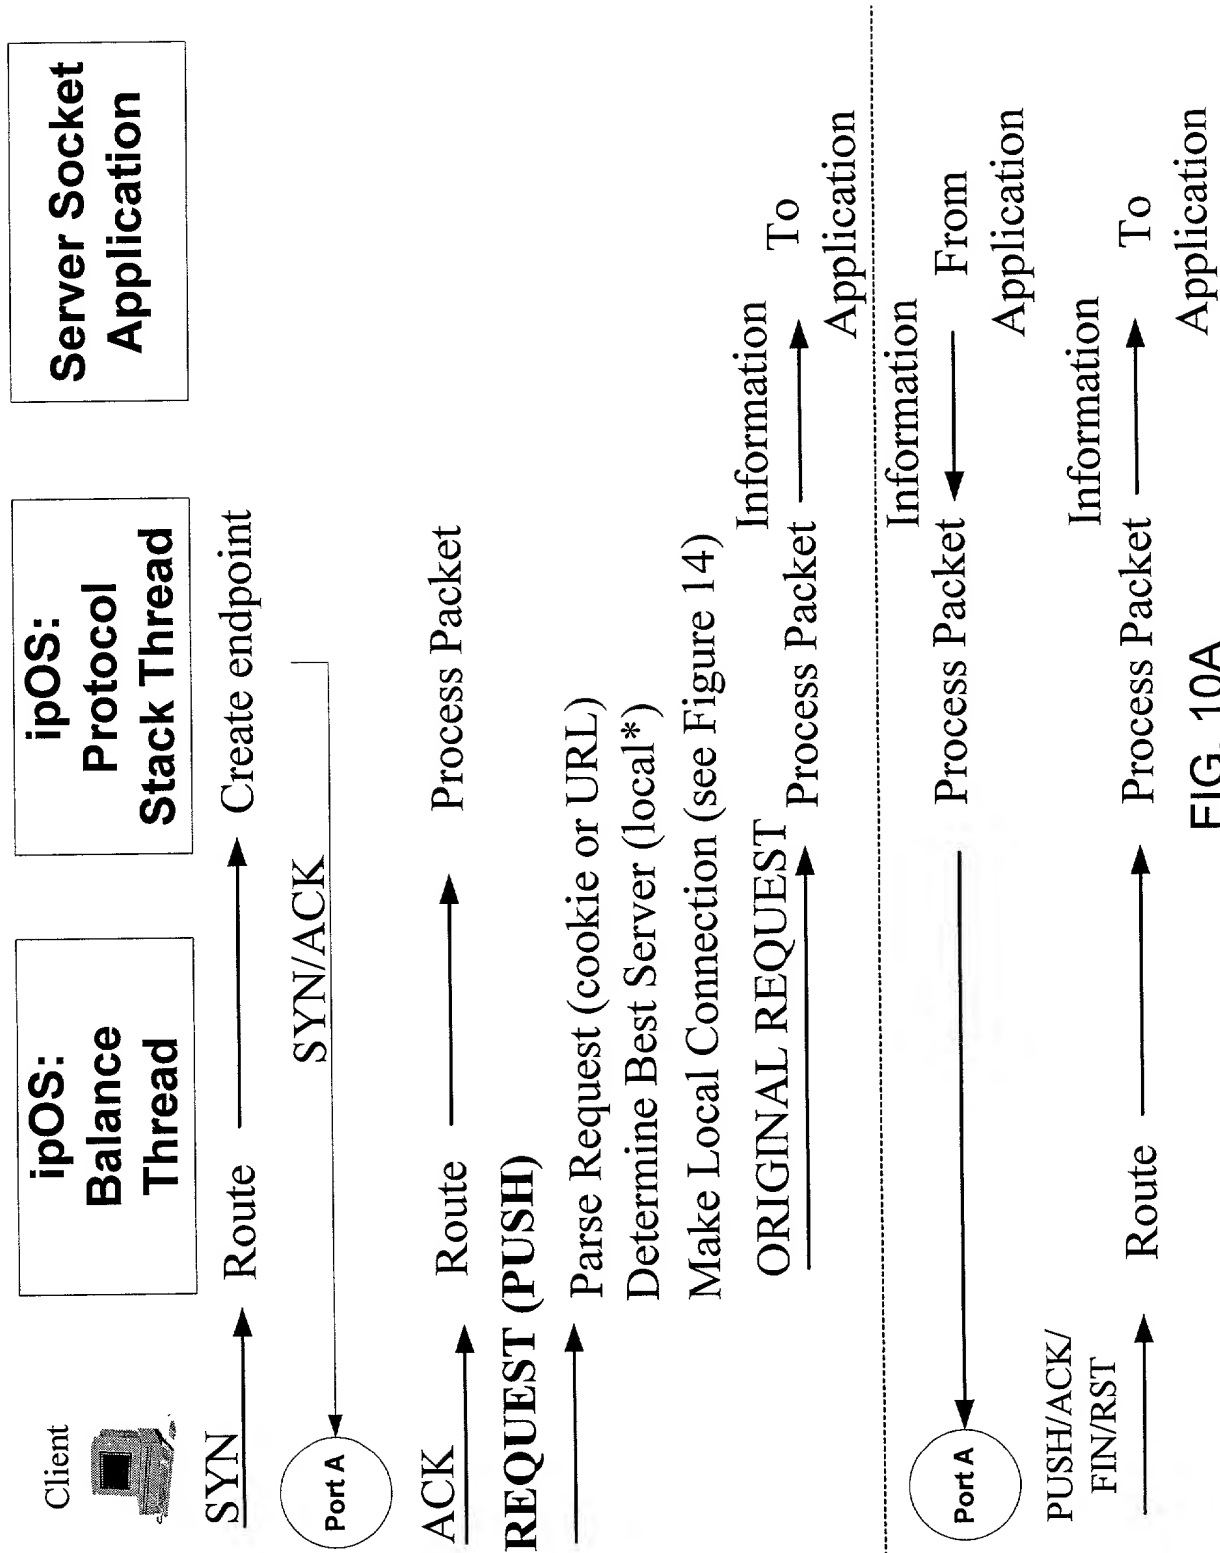 Client
ipOS:
Balance
Thread
ipOS:
Protocol
Stack Thread
Server Socket
Application
SYN
Route
Create endpoint
SYN/ACK
Port A
ACK
Route
Process Packet
REQUEST (PUSH)
Parse Request (cookie or URL)
Determine Best Server (local*)
Make Local Connection (see Figure 14)
ORIGINAL REQUEST
Process Packet
Information
To
Application
Port A
Process Packet
Information
From
Application
PUSH/ACK/
FIN/RST
Route
Process Packet
Information
To
Application
FIG. 10A